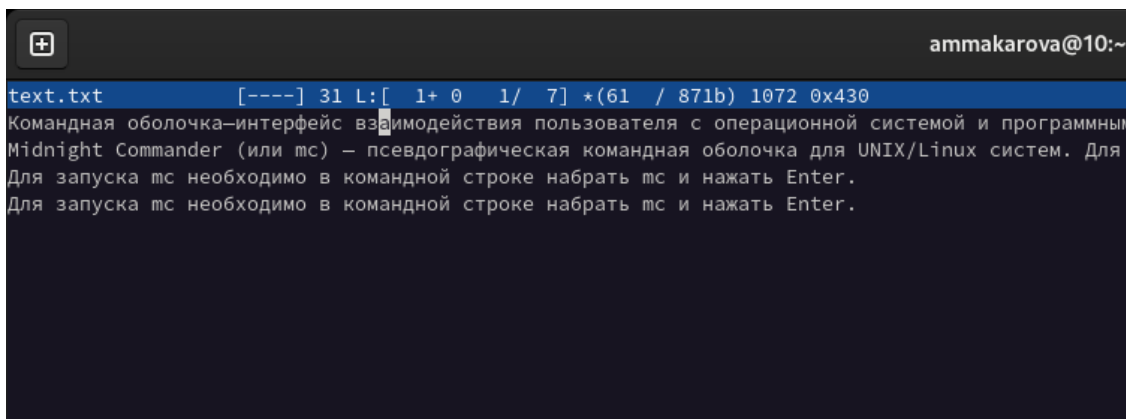 ammakarova@10:~
text.txt [----] 31 L:[ 1+ 0 1/ 7] *(61 / 871b) 1072 0x430
Командная оболочка—интерфейс взаимодействия пользователя с операционной системой и программным
Midnight Commander (или mc) — псевдографическая командная оболочка для UNIX/Linux систем. Для
Для запуска mc необходимо в командной строке набрать mc и нажать Enter.
Для запуска mc необходимо в командной строке набрать mc и нажать Enter.